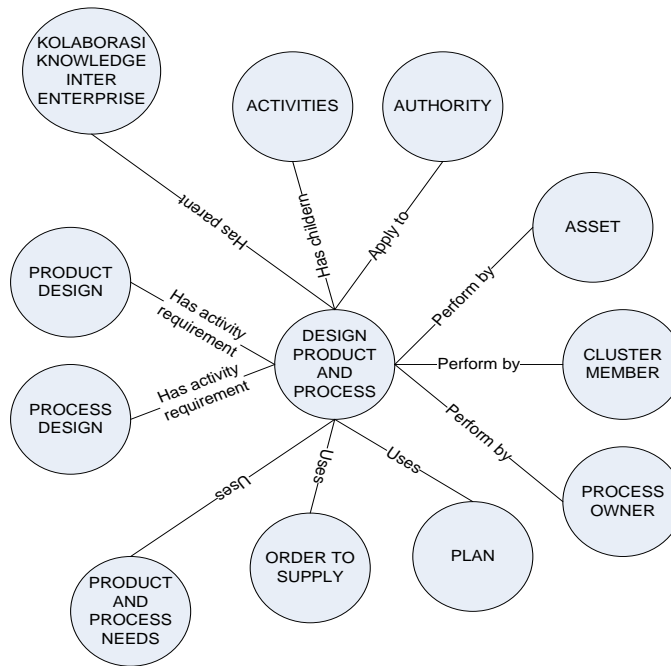 KOLABORASI
KNOWLEDGE
INTER
ENTERPRISE
ACTIVITIES
AUTHORITY
Has parent
Has childern
Apply to
ASSET
PRODUCT
DESIGN
Has activity
requirement
Perform by
DESIGN
PRODUCT
AND
PROCESS
Perform by
CLUSTER
MEMBER
PROCESS
DESIGN
Has activity
requirement
Perform by
PROCESS
OWNER
Uses
Uses
Uses
PRODUCT
AND
PROCESS
NEEDS
ORDER TO
SUPPLY
PLAN